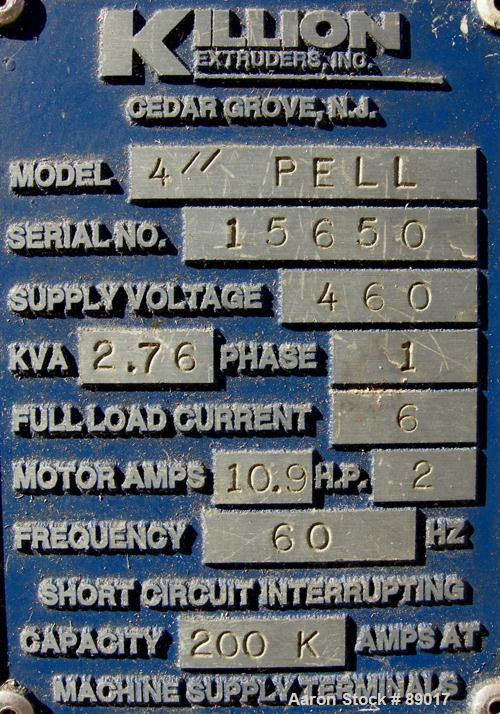 KILLION
EXTRUDERS, INC.
CEDAR GROVE, N.J.
MODEL 4" PELL
SERIAL NO. 15650
SUPPLY VOLTAGE 460
KVA 2.76 PHASE 1
FULL LOAD CURRENT 6
MOTOR AMPS 10.9 H.P. 2
FREQUENCY 60 HZ
SHORT CIRCUIT INTERRUPTING
CAPACITY 200 K AMPS AT
MACHINE SUPPLY TERMINALS
Aaron Stock # 89017